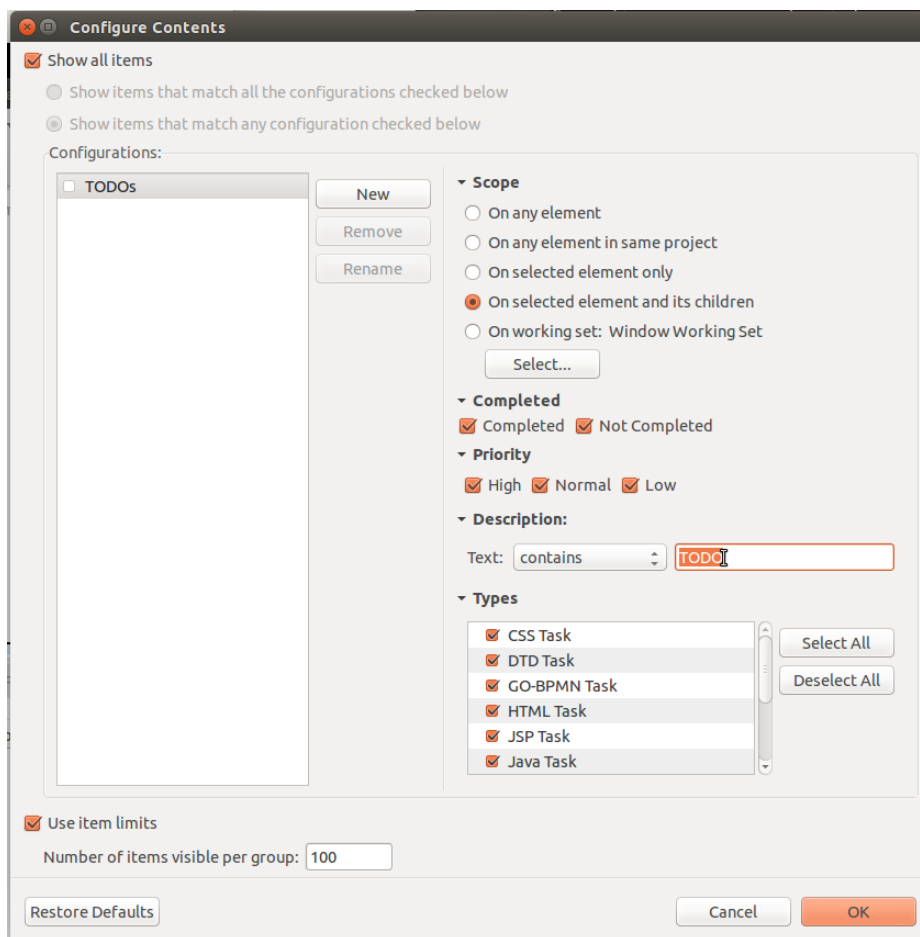 Configure Contents
Show all items
Show items that match all the configurations checked below
Show items that match any configuration checked below
Configurations:
TODOs
New
Remove
Rename
Scope
On any element
On any element in same project
On selected element only
On selected element and its children
On working set: Window Working Set
Select...
Completed
Completed Not Completed
Priority
High Normal Low
Description:
Text: contains TODO
Types
CSS Task
DTD Task
GO-BPMN Task
HTML Task
JSP Task
Java Task
Select All
Deselect All
Use item limits
Number of items visible per group: 100
Restore Defaults Cancel OK